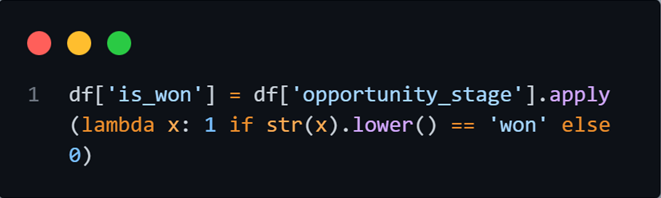 1 df['is_won'] = df['opportunity_stage'].apply
(lambda x: 1 if str(x).lower() == 'won' else
0)